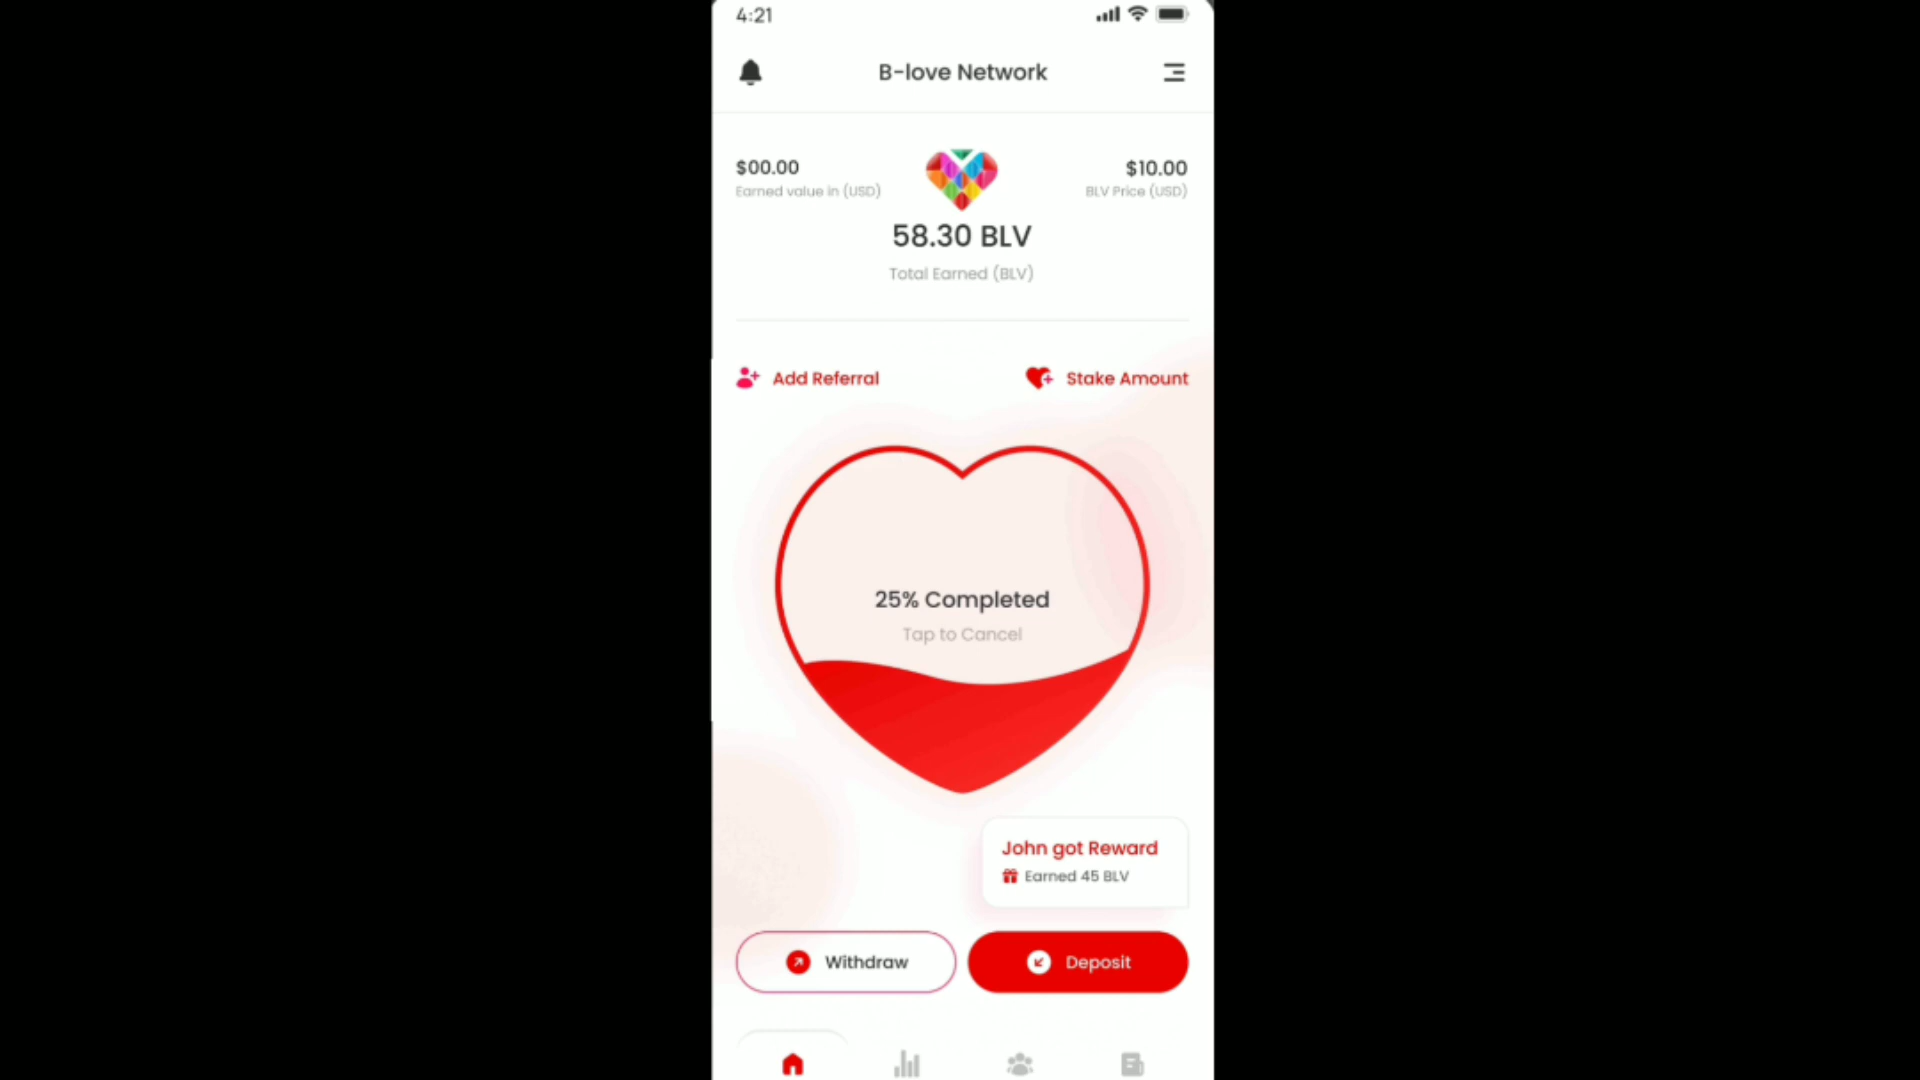 4:21
B-love Network
$00.00
Earned value in (USD)
$10.00
BLV Price (USD)
58.30 BLV
Total Earned (BLV)
Add Referral
Stake Amount
25% Completed
Tap to Cancel
John got Reward
Earned 45 BLV
Withdraw
Deposit